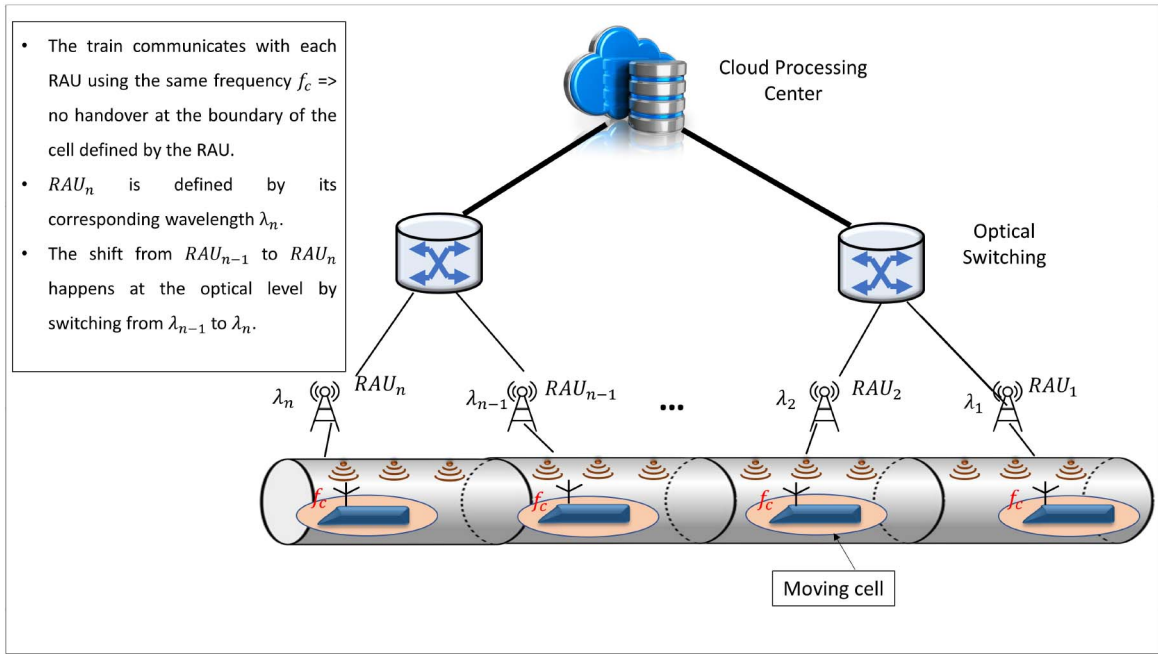 • The train communicates with each
RAU using the same frequency f_c =>
no handover at the boundary of the
cell defined by the RAU.
• RAU_n is defined by its
corresponding wavelength λ_n.
• The shift from RAU_{n−1} to RAU_n
happens at the optical level by
switching from λ_{n−1} to λ_n.
Cloud Processing
Center
Optical
Switching
λ_n RAU_n λ_{n−1} RAU_{n−1} ... λ_2 RAU_2 λ_1 RAU_1
f_c f_c f_c f_c
Moving cell